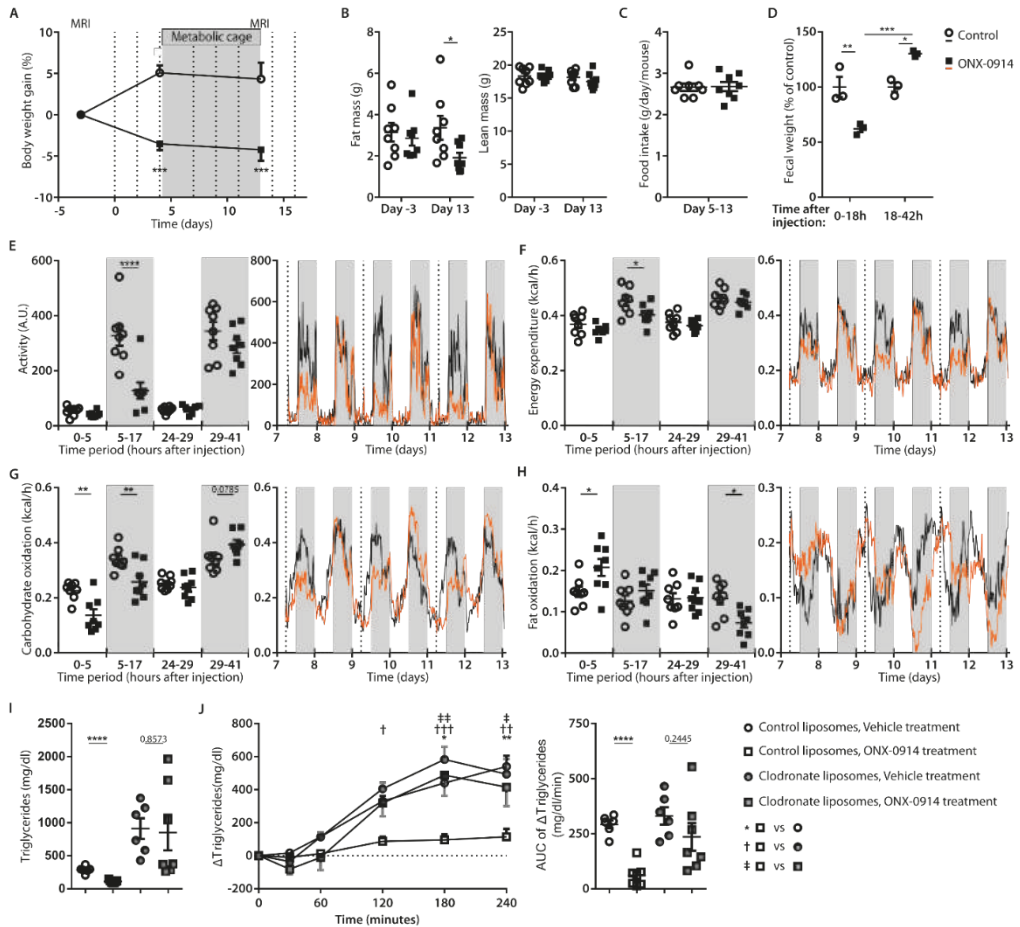 A
MRI
MRI
Metabolic cage
Body weight gain (%)
10
5
0
-5
-10
***
***
-5
0
5
10
15
Time (days)
B
Fat mass (g)
8
6
4
2
0
*
Day -3
Day 13
Lean mass (g)
25
20
15
10
5
0
Day -3
Day 13
C
Food intake (g/day/mouse)
4
3
2
1
0
Day 5-13
D
Fecal weight (% of control)
150
100
50
0
**
***
*
Control
ONX-0914
Time after
injection:
0-18h
18-42h
E
Activity (A.U.)
600
400
200
0
****
0-5
5-17
24-29
29-41
Time period (hours after injection)
800
600
400
200
0
7
8
9
10
11
12
13
Time (days)
F
Energy expenditure (kcal/h)
0.6
0.4
0.2
0.0
*
0-5
5-17
24-29
29-41
Time period (hours after injection)
0.6
0.4
0.2
0.0
7
8
9
10
11
12
13
Time (days)
G
Carbohydrate oxidation (kcal/h)
0.6
0.4
0.2
0.0
**
**
0.0785
0-5
5-17
24-29
29-41
Time period (hours after injection)
0.6
0.4
0.2
0.0
7
8
9
10
11
12
13
Time (days)
H
Fat oxidation (kcal/h)
0.4
0.3
0.2
0.1
0.0
*
*
0-5
5-17
24-29
29-41
Time period (hours after injection)
0.3
0.2
0.1
0.0
7
8
9
10
11
12
13
Time (days)
I
Triglycerides (mg/dl)
2500
2000
1500
1000
500
0
****
0.8573
J
ΔTriglycerides(mg/dl)
800
600
400
200
0
-200
†
‡‡
†††
*
‡
††
**
0
60
120
180
240
Time (minutes)
AUC of ΔTriglycerides
(mg/dl/min)
750
500
250
0
****
0.2445
Control liposomes, Vehicle treatment
Control liposomes, ONX-0914 treatment
Clodronate liposomes, Vehicle treatment
Clodronate liposomes, ONX-0914 treatment
* vs
† vs
‡ vs